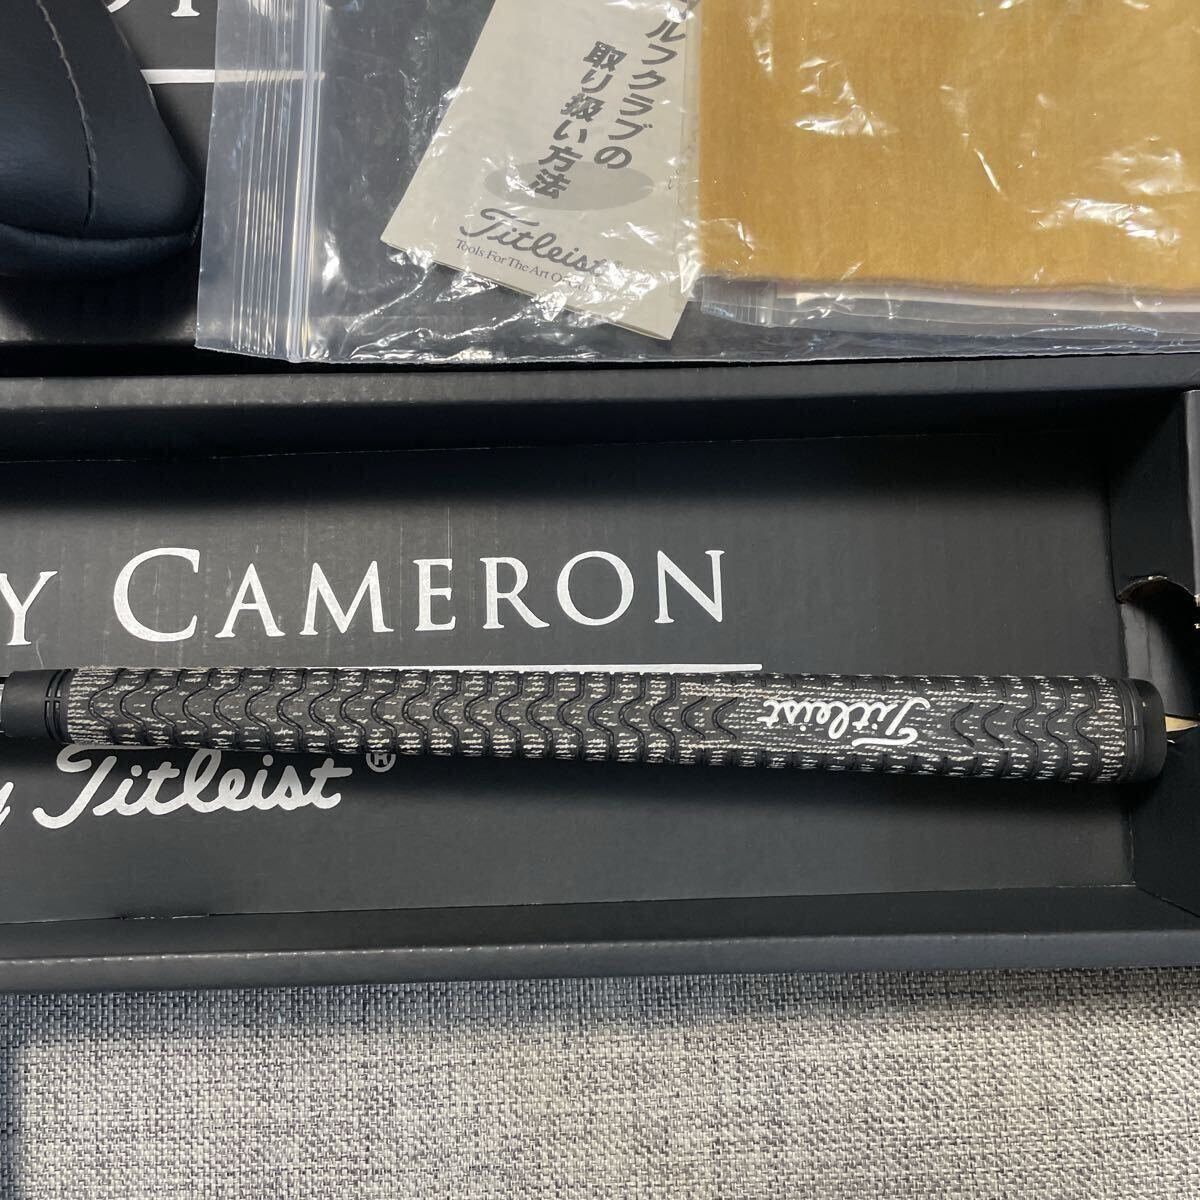 ルフクラブの
取り扱い方法
Titleist
Tools For The Art Of
Y CAMERON
Titleist
Titleist®